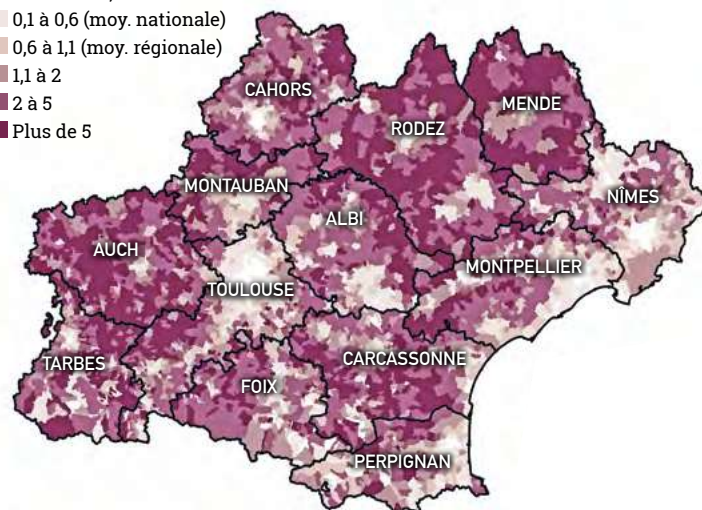 0,1 à 0,6 (moy. nationale)
0,6 à 1,1 (moy. régionale)
1,1 à 2
2 à 5
Plus de 5
CAHORS
MENDE
RODEZ
MONTAUBAN
NÎMES
ALBI
AUCH
MONTPELLIER
TOULOUSE
CARCASSONNE
TARBES
FOIX
PERPIGNAN